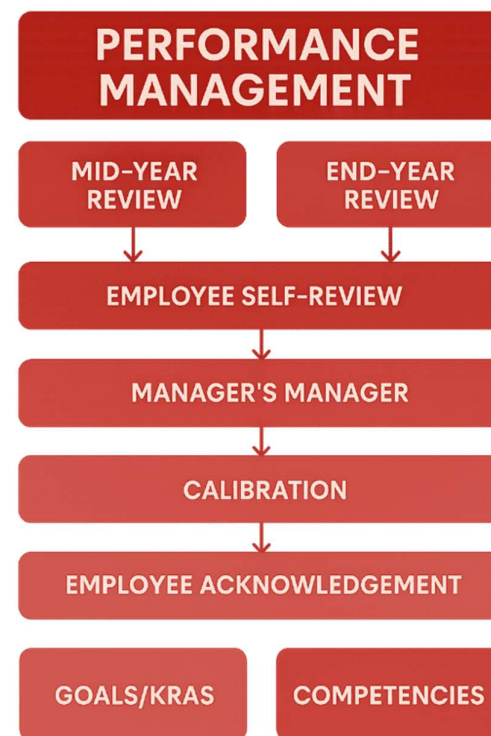 PERFORMANCE
MANAGEMENT
MID-YEAR
REVIEW
END-YEAR
REVIEW
EMPLOYEE SELF-REVIEW
MANAGER'S MANAGER
CALIBRATION
EMPLOYEE ACKNOWLEDGEMENT
GOALS/KRAS
COMPETENCIES